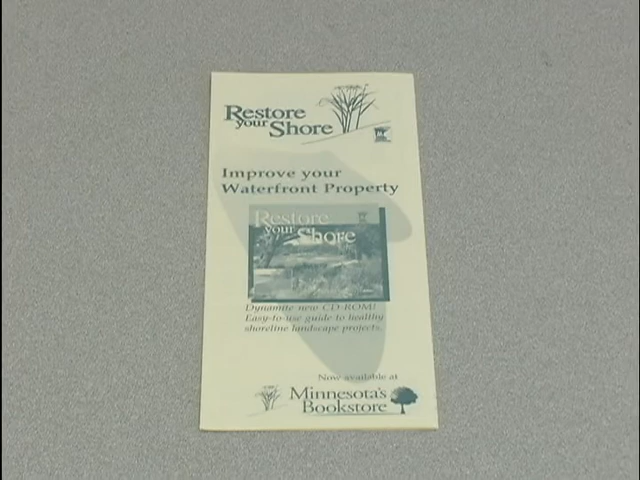 Restore
your Shore
Improve your
Waterfront Property
Restore
your Shore
Dynamite new CD-ROM!
Easy-to-use guide to healthy
shoreline landscape projects.
Now available at
Minnesota's
Bookstore